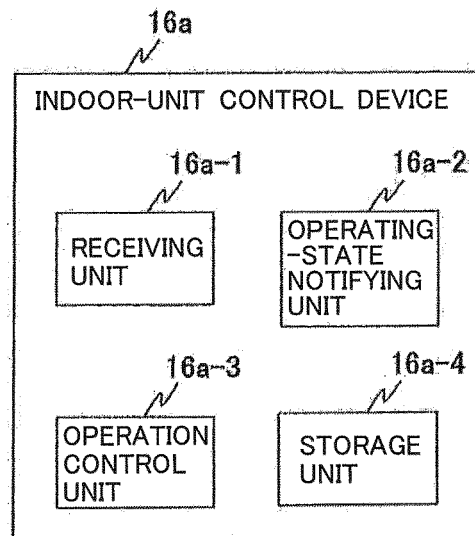 16a
INDOOR-UNIT CONTROL DEVICE
16a-1
RECEIVING
UNIT
16a-2
OPERATING
-STATE
NOTIFYING
UNIT
16a-3
OPERATION
CONTROL
UNIT
16a-4
STORAGE
UNIT